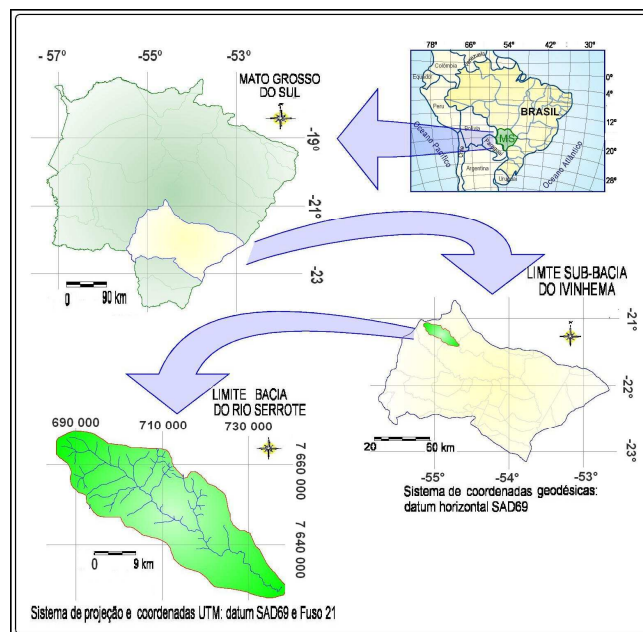 - 57°
-55°
-53°
MATO GROSSO
DO SUL
-19°
-21°
-23
0 90 km
78° 66° 54° 42° 30°
Colômbia
Venezuela
Equador
Peru
BRASIL
Bolívia
MS
Paraguai
Chile
Argentina
Uruguai
Oceano Pacífico
Oceano Atlântico
0°
4°
12°
20°
28°
LIMTE SUB-BACIA
DO IVINHEMA
-21°
-22°
-23°
20 60 km
-55° -54° -53°
Sistema de coordenadas geodésicas:
datum horizontal SAD69
LIMITE BACIA
DO RIO SERROTE
690 000 710 000 730 000
7 660 000
7 640 000
0 9 km
Sistema de projeção e coordenadas UTM: datum SAD69 e Fuso 21